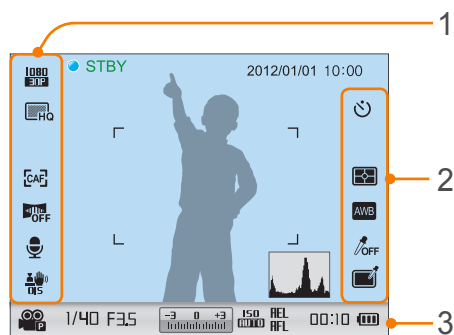 1
STBY
2012/01/01 10:00
1080
30P
HQ
CAF
OFF
OIS
AWB
OFF
2
P
1/40 F3.5
-3 0 +3
ISO
AUTO
AEL
AFL
00:10
3